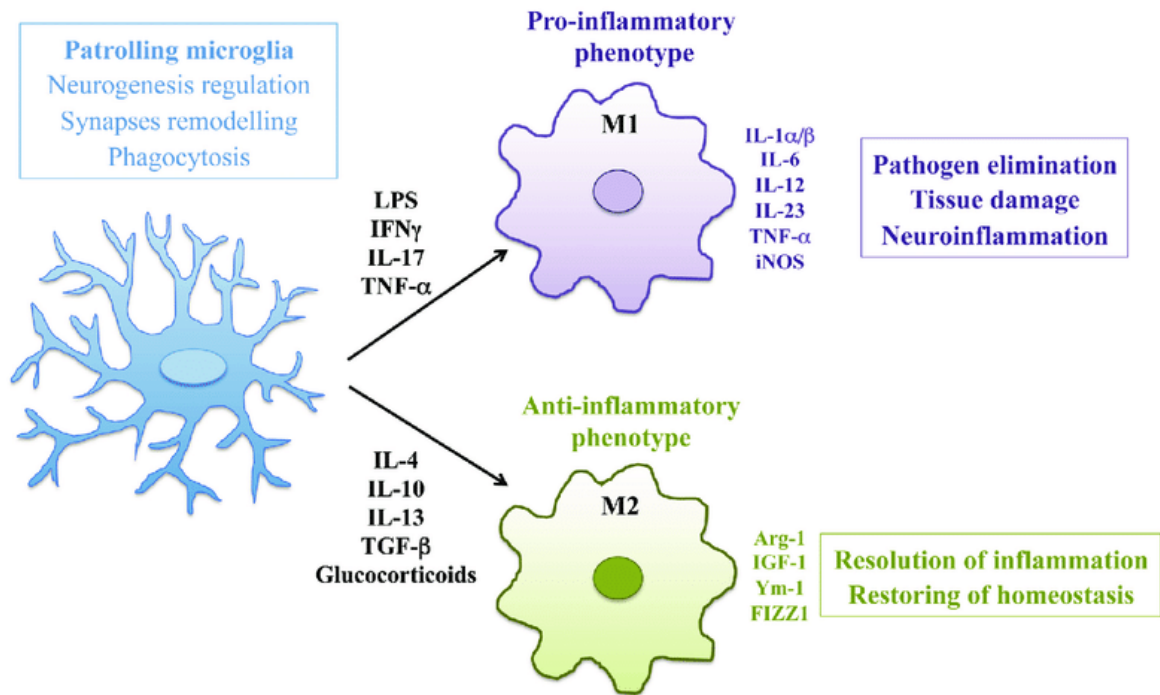 Patrolling microglia
Neurogenesis regulation
Synapses remodelling
Phagocytosis
Pro-inflammatory
phenotype
M1
LPS
IFNγ
IL-17
TNF-α
IL-1α/β
IL-6
IL-12
IL-23
TNF-α
iNOS
Pathogen elimination
Tissue damage
Neuroinflammation
Anti-inflammatory
phenotype
M2
IL-4
IL-10
IL-13
TGF-β
Glucocorticoids
Arg-1
IGF-1
Ym-1
FIZZ1
Resolution of inflammation
Restoring of homeostasis